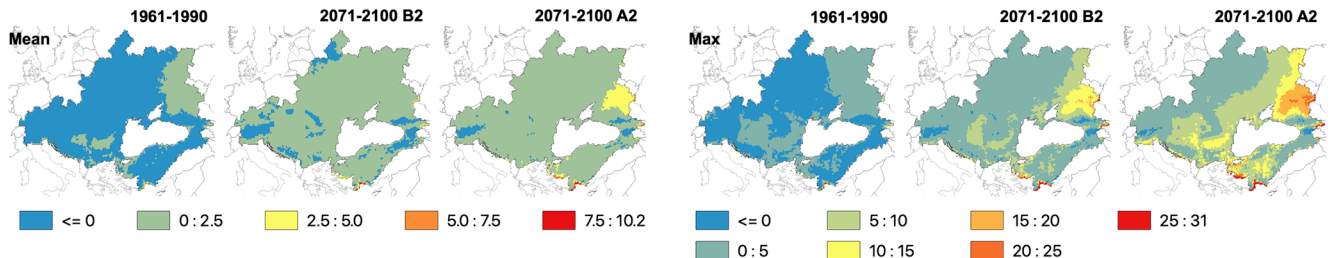 1961-1990
2071-2100 B2
2071-2100 A2
Mean
<= 0
0 : 2.5
2.5 : 5.0
5.0 : 7.5
7.5 : 10.2
1961-1990
2071-2100 B2
2071-2100 A2
Max
<= 0
5 : 10
15 : 20
25 : 31
0 : 5
10 : 15
20 : 25